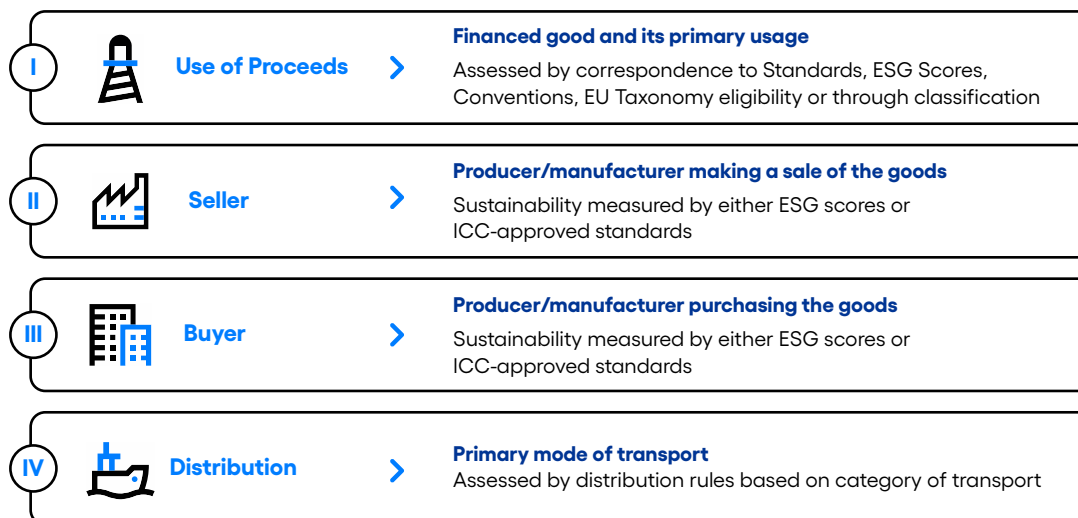 I
Use of Proceeds
Financed good and its primary usage
Assessed by correspondence to Standards, ESG Scores,
Conventions, EU Taxonomy eligibility or through classification
II
Seller
Producer/manufacturer making a sale of the goods
Sustainability measured by either ESG scores or
ICC-approved standards
III
Buyer
Producer/manufacturer purchasing the goods
Sustainability measured by either ESG scores or
ICC-approved standards
IV
Distribution
Primary mode of transport
Assessed by distribution rules based on category of transport